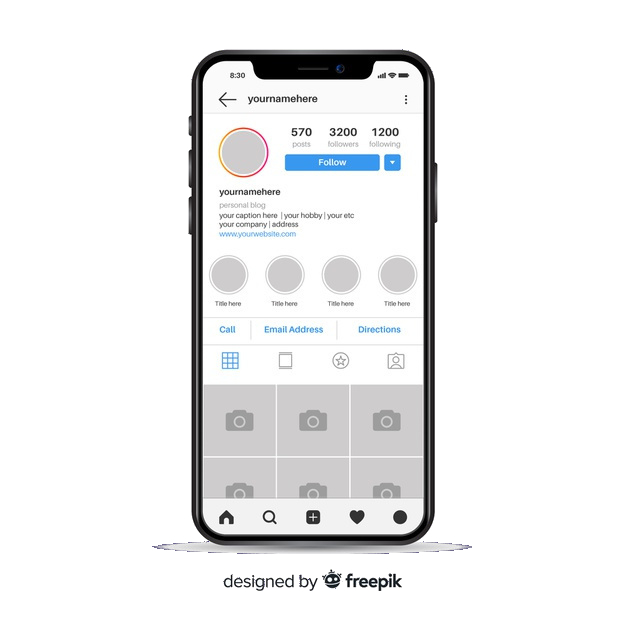 8:30
yournamehere
570 3200 1200
posts followers following
Follow
yournamehere
personal blog
your caption here | your hobby | your etc
your company | address
www.yourwebsite.com
Title here Title here Title here Title here
Call Email Address Directions
designed by freepik